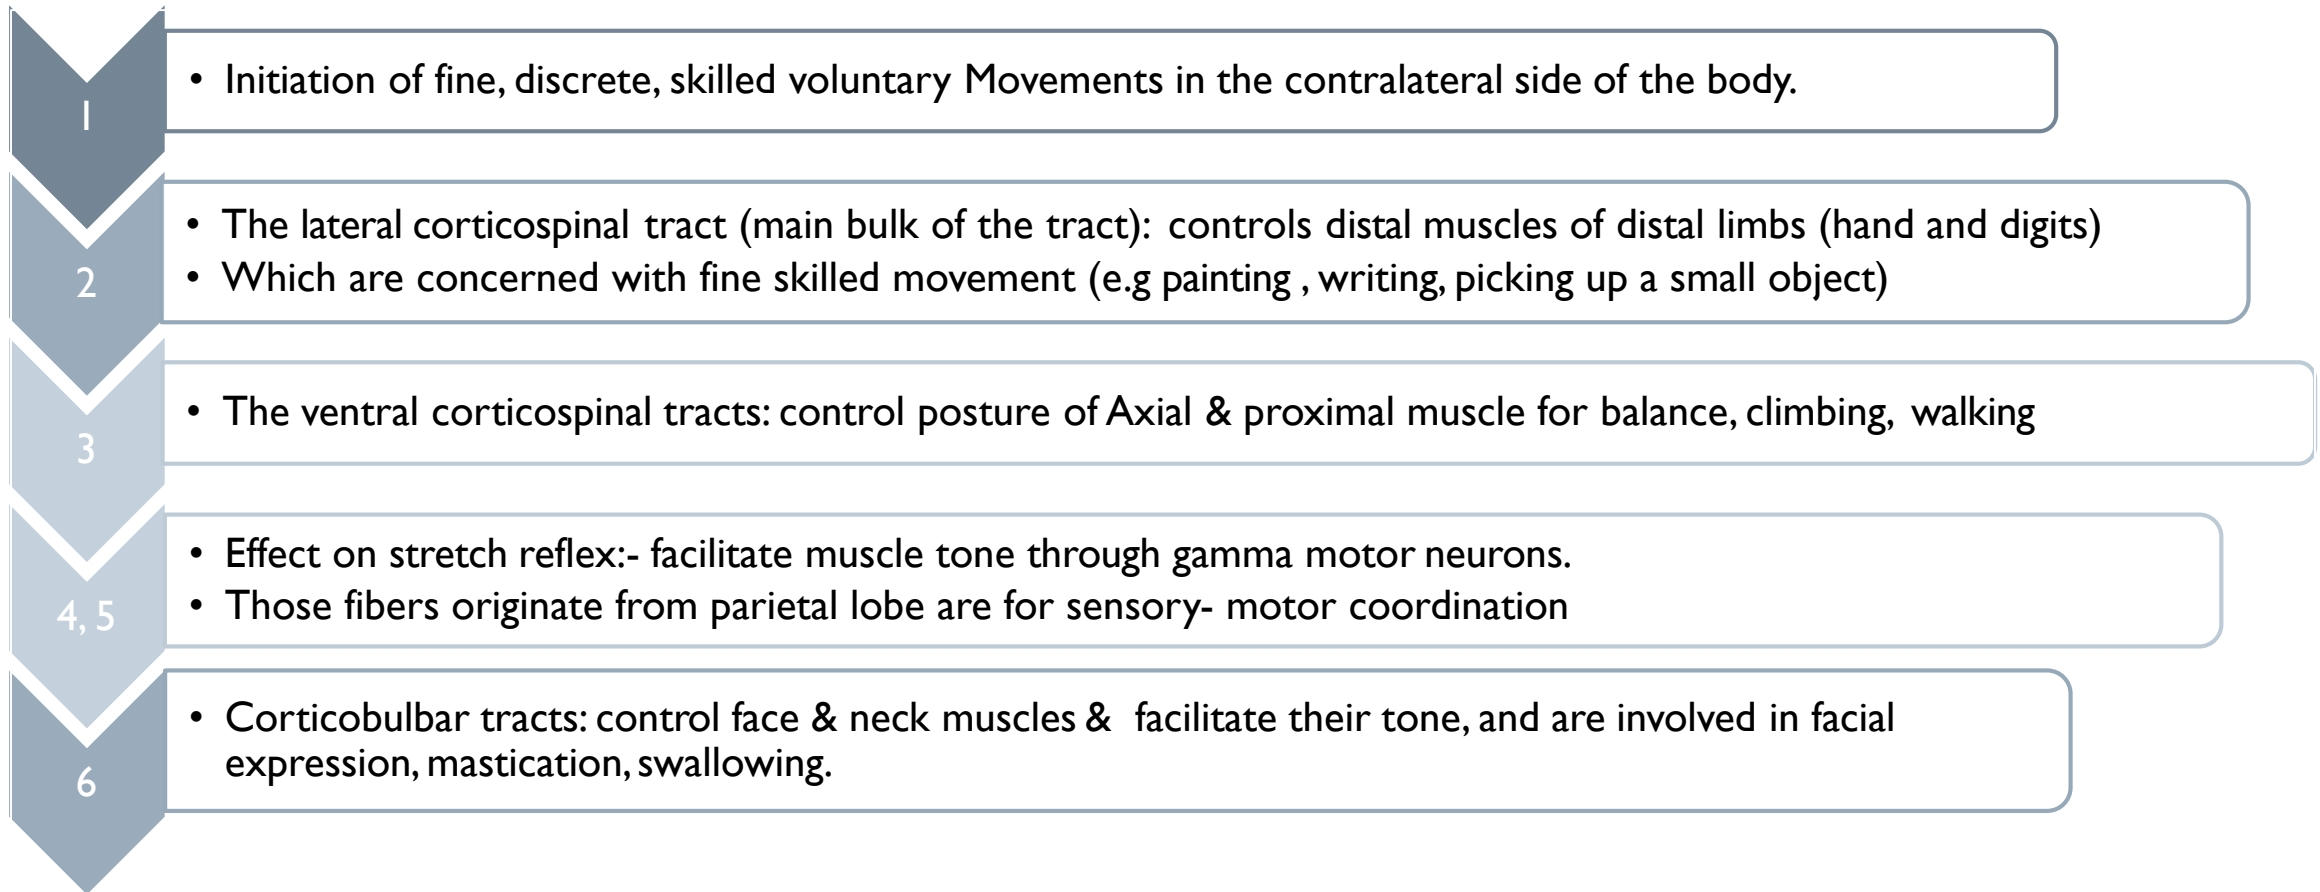 1
• Initiation of fine, discrete, skilled voluntary Movements in the contralateral side of the body.
2
• The lateral corticospinal tract (main bulk of the tract): controls distal muscles of distal limbs (hand and digits)
• Which are concerned with fine skilled movement (e.g painting , writing, picking up a small object)
3
• The ventral corticospinal tracts: control posture of Axial & proximal muscle for balance, climbing, walking
4, 5
• Effect on stretch reflex:- facilitate muscle tone through gamma motor neurons.
• Those fibers originate from parietal lobe are for sensory- motor coordination
6
• Corticobulbar tracts: control face & neck muscles & facilitate their tone, and are involved in facial
expression, mastication, swallowing.